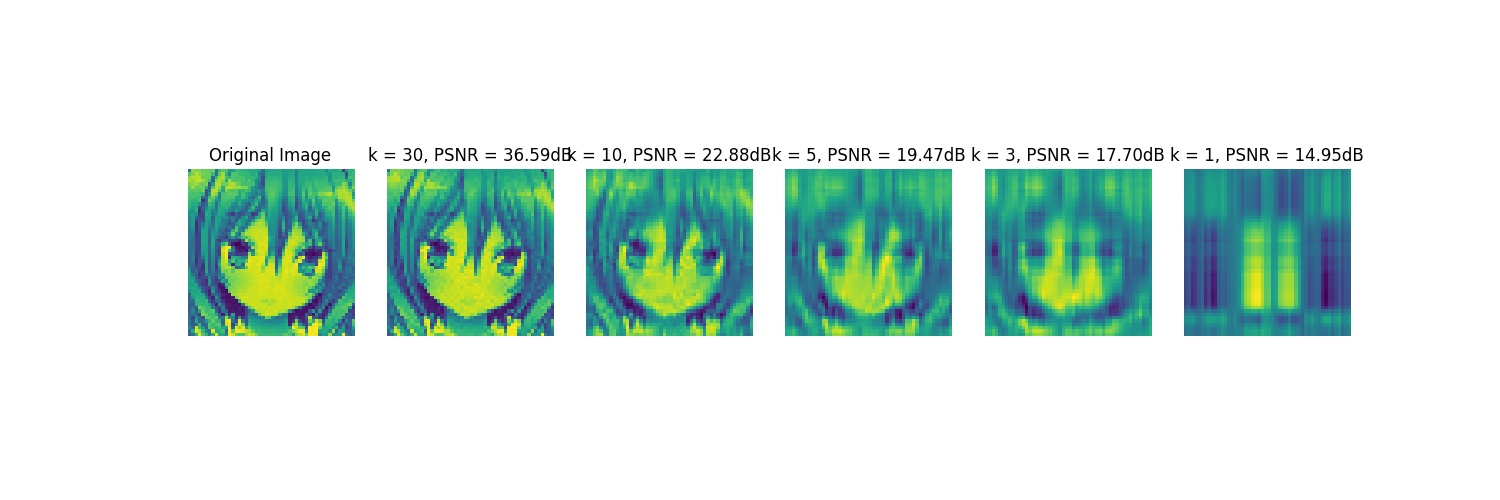 Original Image
k = 30, PSNR = 36.59dB
k = 10, PSNR = 22.88dB
k = 5, PSNR = 19.47dB
k = 3, PSNR = 17.70dB
k = 1, PSNR = 14.95dB